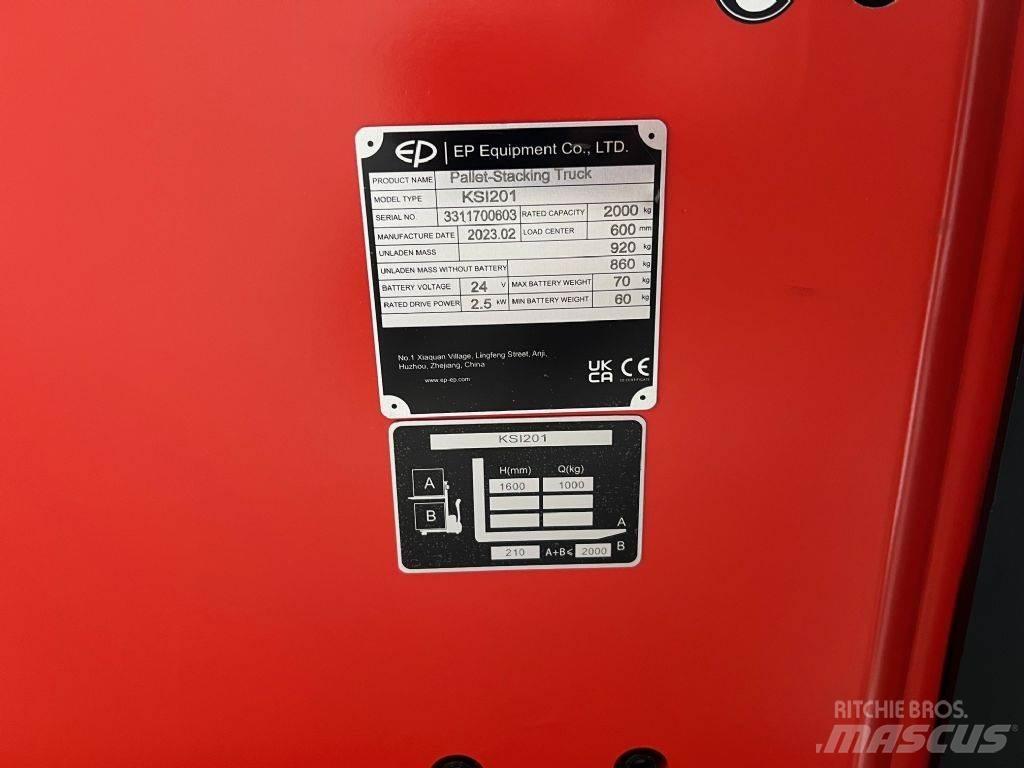 EP | EP Equipment Co., LTD.
PRODUCT NAME Pallet-Stacking Truck
MODEL TYPE KSI201
SERIAL NO. 3311700603 RATED CAPACITY 2000 kg
MANUFACTURE DATE 2023.02 LOAD CENTER 600 mm
UNLADEN MASS 920 kg
UNLADEN MASS WITHOUT BATTERY 860 kg
BATTERY VOLTAGE 24 V MAX BATTERY WEIGHT 70 kg
RATED DRIVE POWER 2.5 kW MIN BATTERY WEIGHT 60 kg
No.1 Xiaquan Village, Lingfeng Street, Anji,
Huzhou, Zhejiang, China
www.ep-ep.com
UK
CA CE
KSI201
H(mm) Q(kg)
A 1600 1000
B
A
210 A+B≤ 2000 B
RITCHIE BROS.
MASCUS